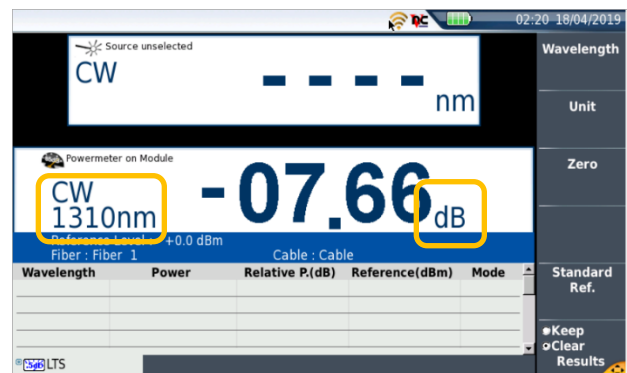 02:20 18/04/2019
Source unselected
CW
- - - -
nm
Powermeter on Module
CW
1310nm
-07.66 dB
Reference Level : +0.0 dBm
Fiber : Fiber 1 Cable : Cable
Wavelength Power Relative P.(dB) Reference(dBm) Mode
LTS
Wavelength
Unit
Zero
Standard
Ref.
Keep
Clear
Results